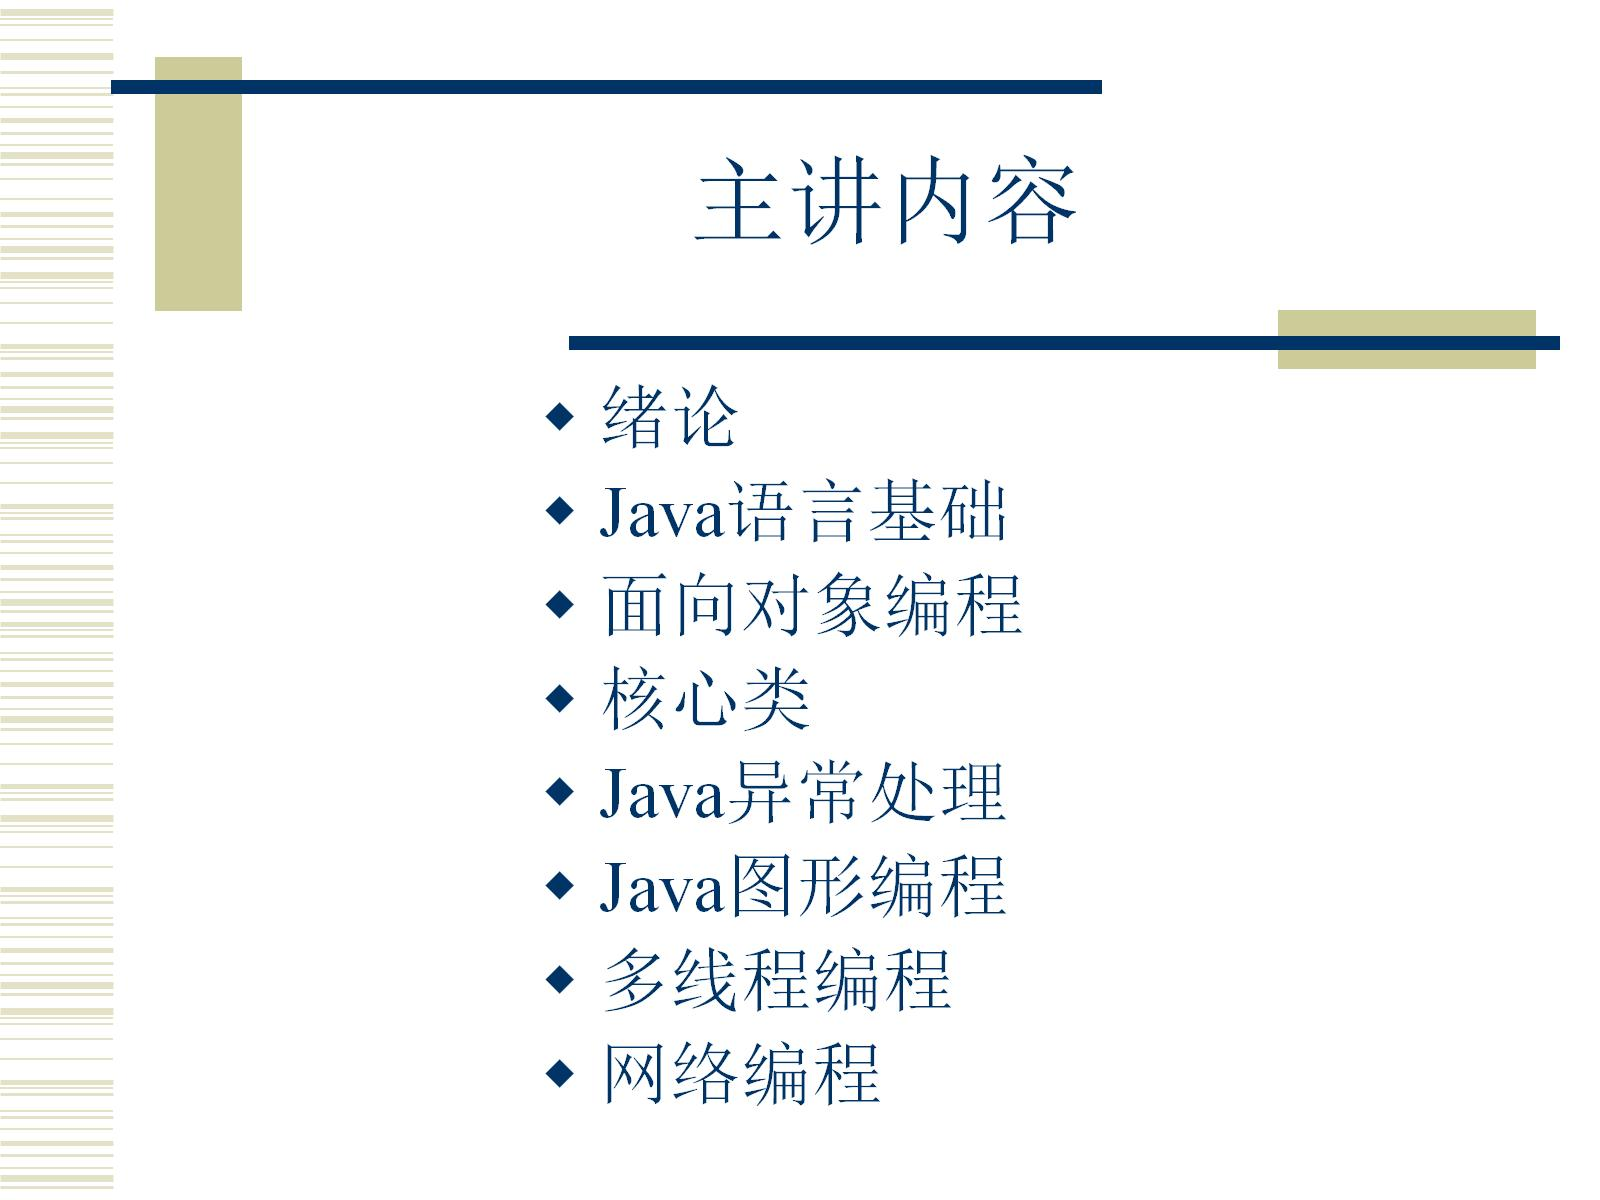 主讲内容
绪论
Java语言基础
面向对象编程
核心类
Java异常处理
Java图形编程
多线程编程
网络编程